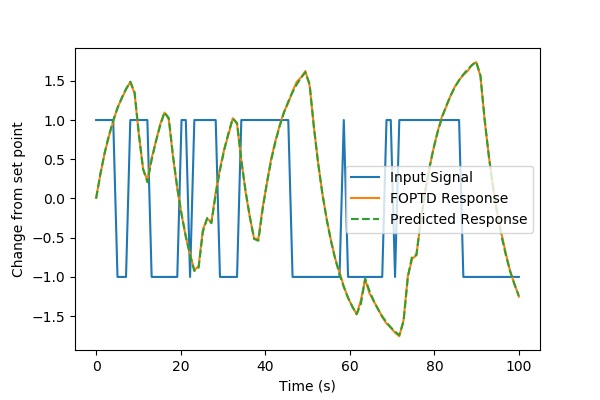 1.5
1.0
0.5
0.0
−0.5
−1.0
−1.5
Change from set point
Input Signal
FOPTD Response
Predicted Response
0 20 40 60 80 100
Time (s)